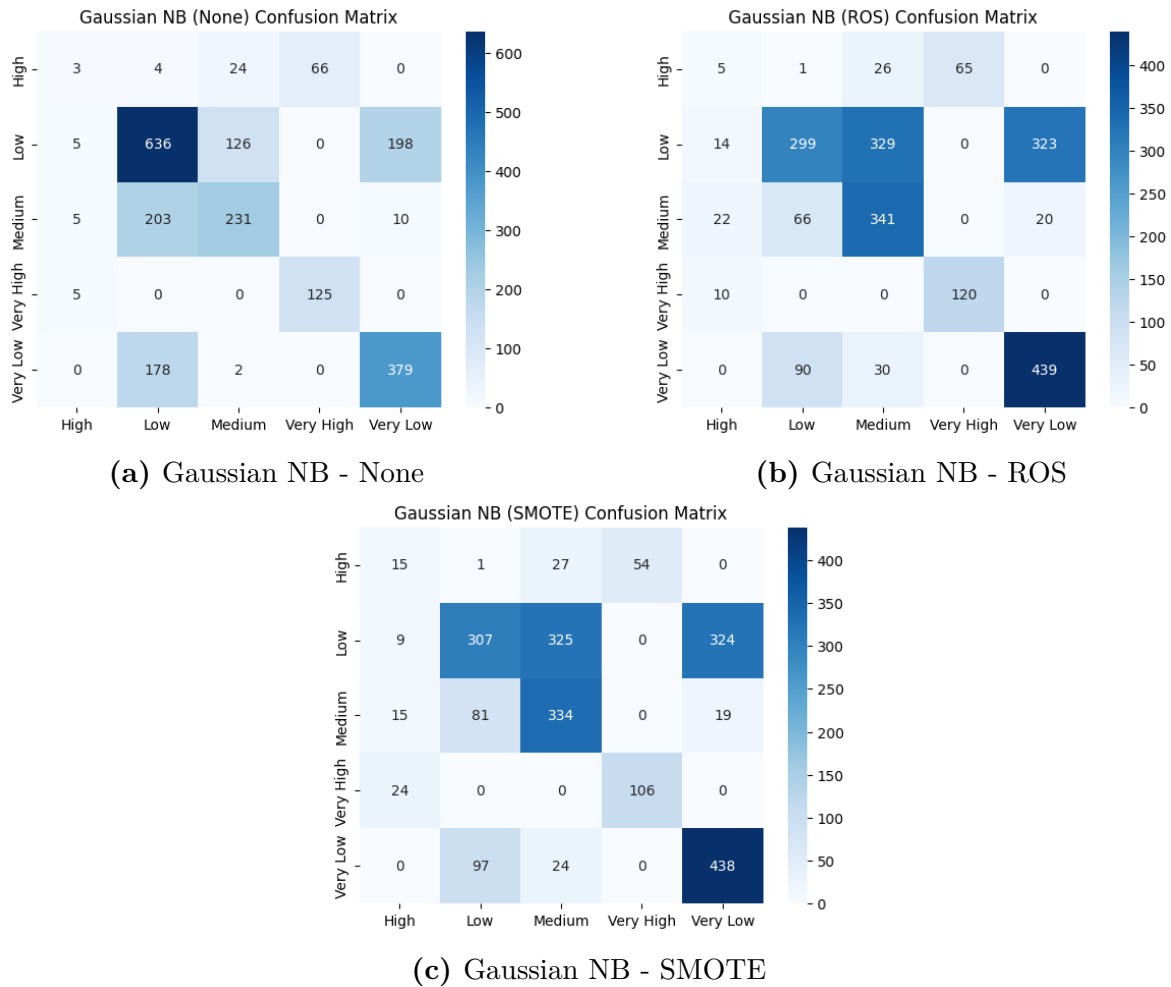 Gaussian NB (None) Confusion Matrix
High 3 4 24 66 0
Low 5 636 126 0 198
Medium 5 203 231 0 10
Very High 5 0 0 125 0
Very Low 0 178 2 0 379
High Low Medium Very High Very Low
600
500
400
300
200
100
0
(a) Gaussian NB - None
Gaussian NB (ROS) Confusion Matrix
High 5 1 26 65 0
Low 14 299 329 0 323
Medium 22 66 341 0 20
Very High 10 0 0 120 0
Very Low 0 90 30 0 439
High Low Medium Very High Very Low
400
350
300
250
200
150
100
50
0
(b) Gaussian NB - ROS
Gaussian NB (SMOTE) Confusion Matrix
High 15 1 27 54 0
Low 9 307 325 0 324
Medium 15 81 334 0 19
Very High 24 0 0 106 0
Very Low 0 97 24 0 438
High Low Medium Very High Very Low
400
350
300
250
200
150
100
50
0
(c) Gaussian NB - SMOTE